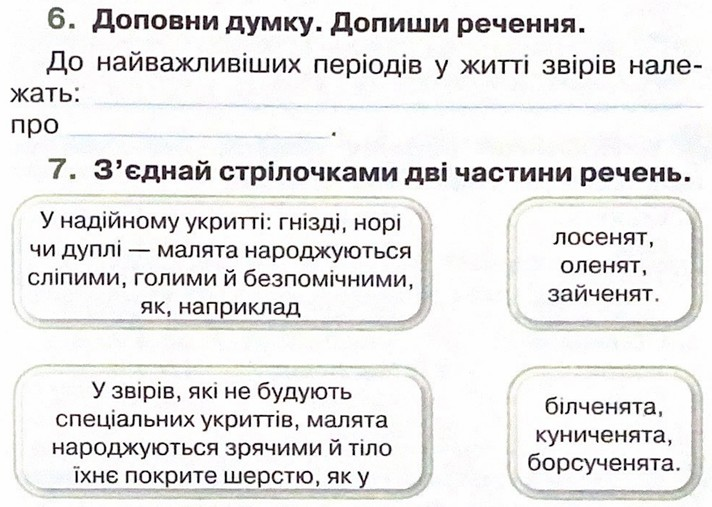 6. Доповни думку. Допиши речення.
До найважливіших періодів у житті звірів нале-
жать:
про .
7. З’єднай стрілочками дві частини речень.
У надійному укритті: гнізді, норі
чи дуплі — малята народжуються
сліпими, голими й безпомічними,
як, наприклад
лосенят,
оленят,
зайченят.
У звірів, які не будують
спеціальних укриттів, малята
народжуються зрячими й тіло
їхнє покрите шерстю, як у
білченята,
куниченята,
борсученята.